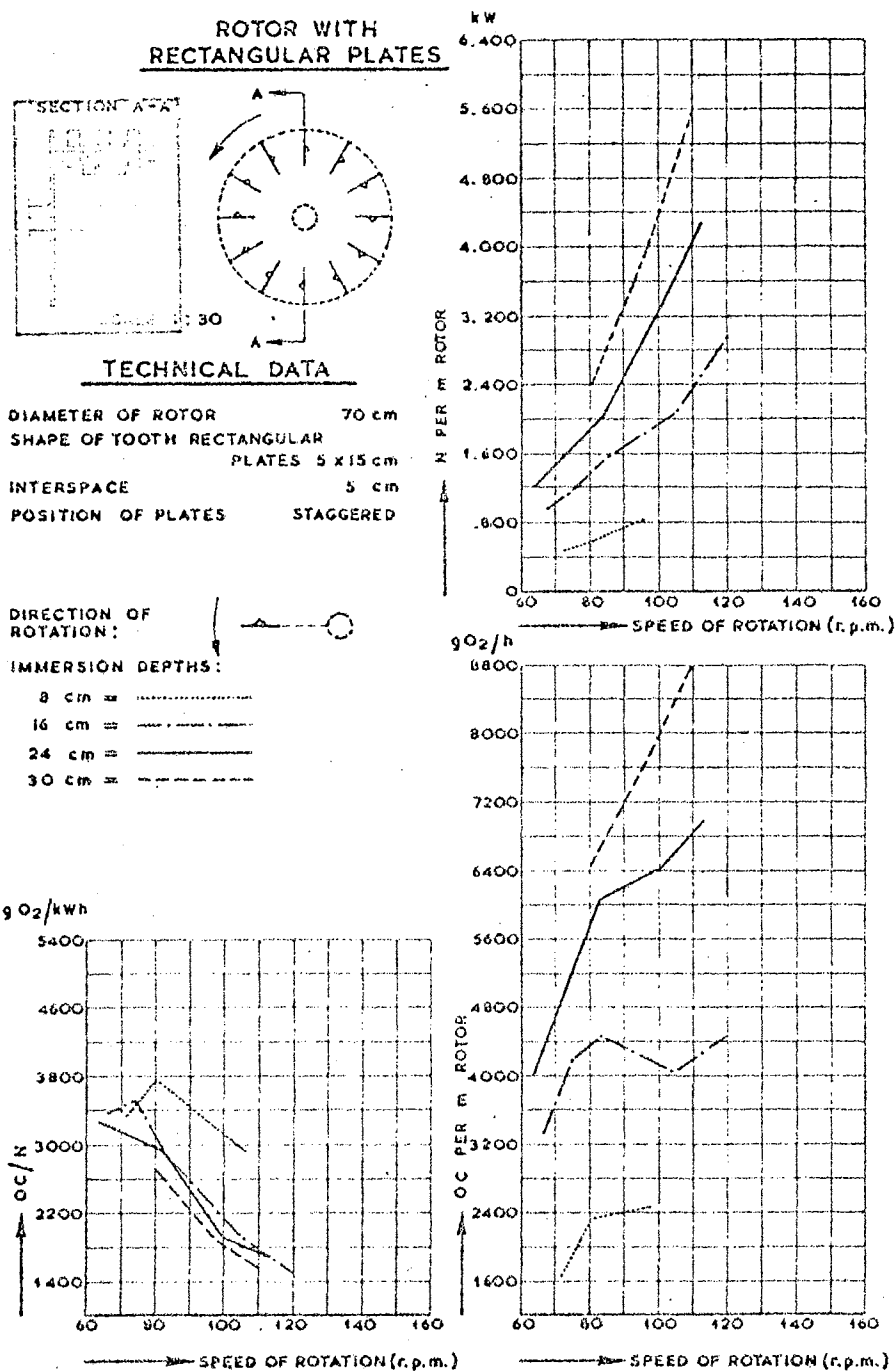 ROTOR WITH
RECTANGULAR PLATES
SECTION A-A
A
30
A
TECHNICAL DATA
DIAMETER OF ROTOR 70 cm
SHAPE OF TOOTH RECTANGULAR
PLATES 5 x 15 cm
INTERSPACE 5 cm
POSITION OF PLATES STAGGERED
DIRECTION OF
ROTATION:
IMMERSION DEPTHS:
8 cm =
16 cm =
24 cm =
30 cm =
kW
6.400
5.600
4.800
4.000
3.200
2.400
1.600
.800
0
N PER m ROTOR
60 80 100 120 140 160
SPEED OF ROTATION (r.p.m.)
gO2/h
8800
8000
7200
6400
5600
4800
4000
3200
2400
1600
OC PER m ROTOR
60 80 100 120 140 160
SPEED OF ROTATION (r.p.m.)
gO2/kWh
5400
4600
3800
3000
2200
1400
OC/N
60 80 100 120 140 160
SPEED OF ROTATION (r.p.m.)